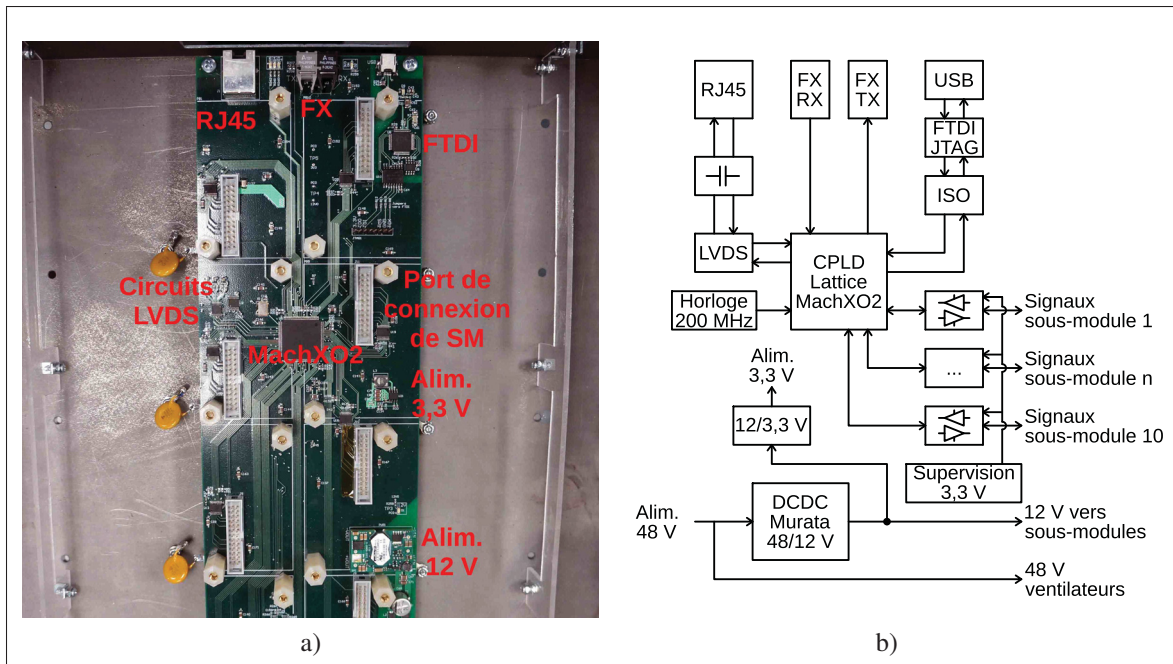 RJ45
FX
FTDI
Circuits
LVDS
Port de
connexion
de SM
MachXO2
Alim.
3,3 V
Alim.
12 V
a)
RJ45
FX
RX
FX
TX
USB
FTDI
JTAG
ISO
LVDS
CPLD
Lattice
MachXO2
Horloge
200 MHz
Signaux
sous-module 1
...
Signaux
sous-module n
Signaux
sous-module 10
Alim.
3,3 V
12/3,3 V
Supervision
3,3 V
Alim.
48 V
DCDC
Murata
48/12 V
12 V vers
sous-modules
48 V
ventilateurs
b)